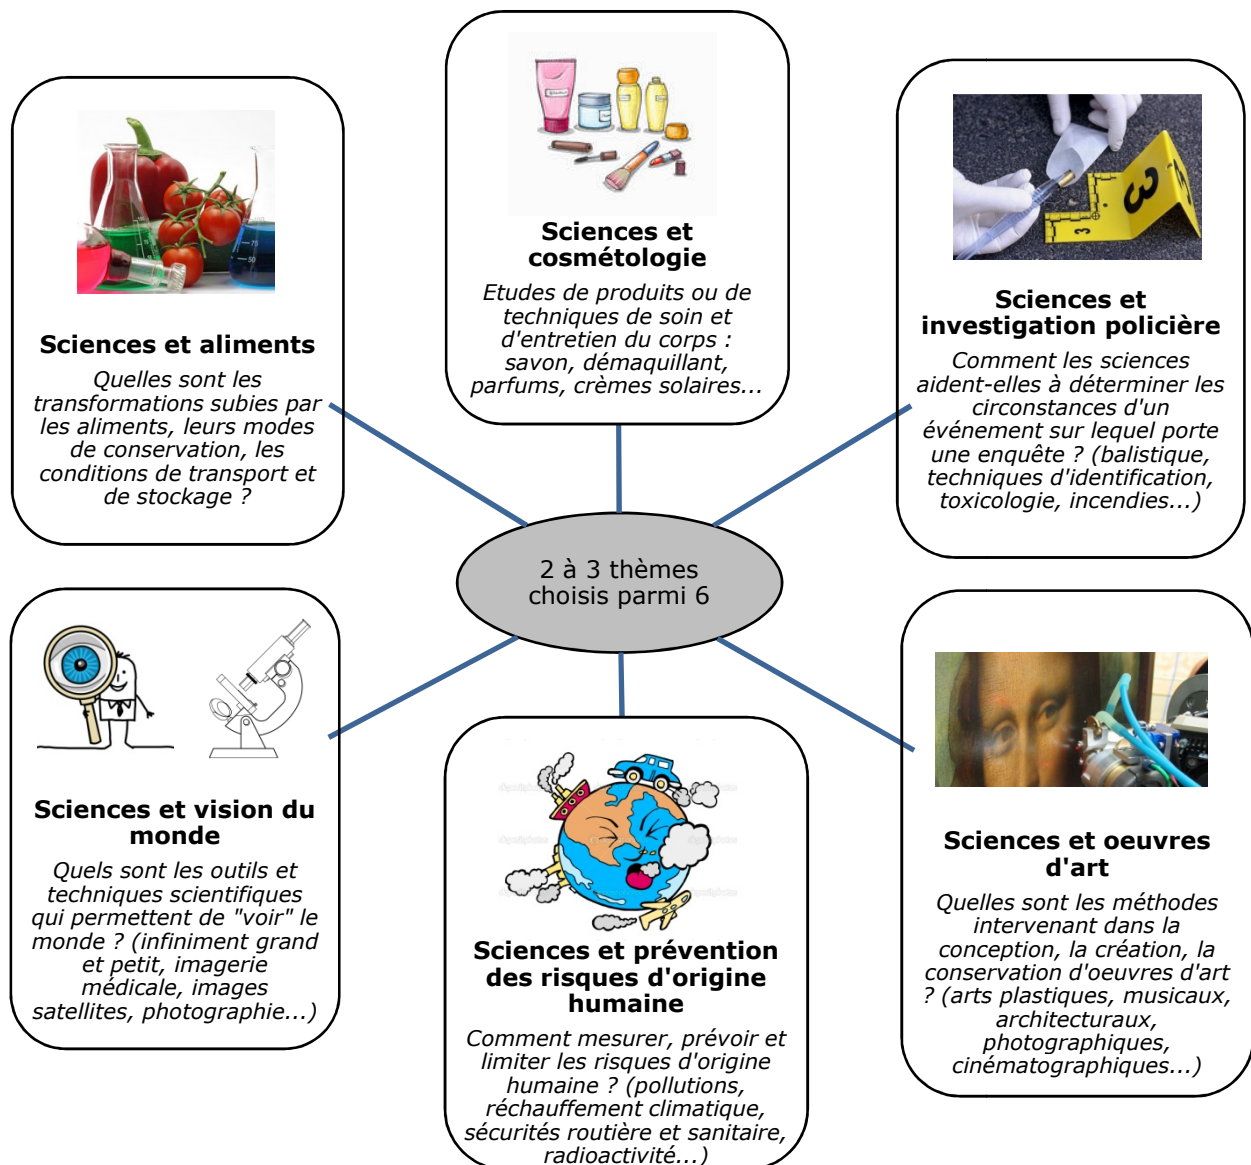 Sciences et aliments
Quelles sont les
transformations subies par
les aliments, leurs modes
de conservation, les
conditions de transport et
de stockage ?
Sciences et
cosmétologie
Etudes de produits ou de
techniques de soin et
d'entretien du corps :
savon, démaquillant,
parfums, crèmes solaires...
3
3
Sciences et
investigation policière
Comment les sciences
aident-elles à déterminer les
circonstances d'un
événement sur lequel porte
une enquête ? (balistique,
techniques d'identification,
toxicologie, incendies...)
2 à 3 thèmes
choisis parmi 6
Sciences et vision du
monde
Quels sont les outils et
techniques scientifiques
qui permettent de "voir" le
monde ? (infiniment grand
et petit, imagerie
médicale, images
satellites, photographie...)
Sciences et prévention
des risques d'origine
humaine
Comment mesurer, prévoir et
limiter les risques d'origine
humaine ? (pollutions,
réchauffement climatique,
sécurités routière et sanitaire,
radioactivité...)
Sciences et oeuvres
d'art
Quelles sont les méthodes
intervenant dans la
conception, la création, la
conservation d'oeuvres d'art
? (arts plastiques, musicaux,
architecturaux,
photographiques,
cinématographiques...)